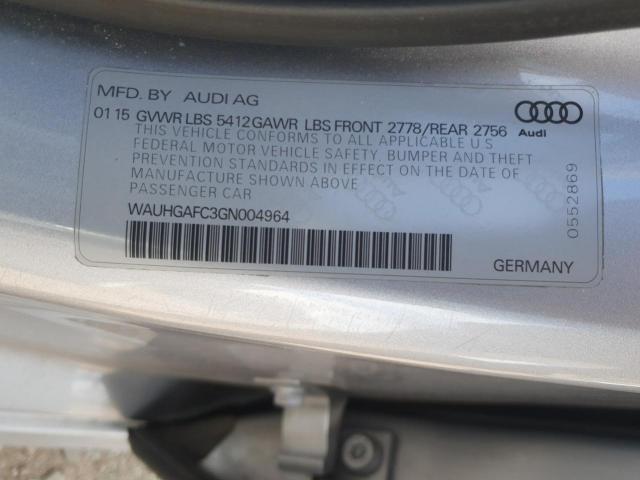 MFD. BY AUDI AG
01 15 GVWR LBS 5412 GAWR LBS FRONT 2778/REAR 2756
THIS VEHICLE CONFORMS TO ALL APPLICABLE U S
FEDERAL MOTOR VEHICLE SAFETY, BUMPER AND THEFT
PREVENTION STANDARDS IN EFFECT ON THE DATE OF
MANUFACTURE SHOWN ABOVE
PASSENGER CAR
WAUHGAFC3GN004964
Audi
0552869
GERMANY